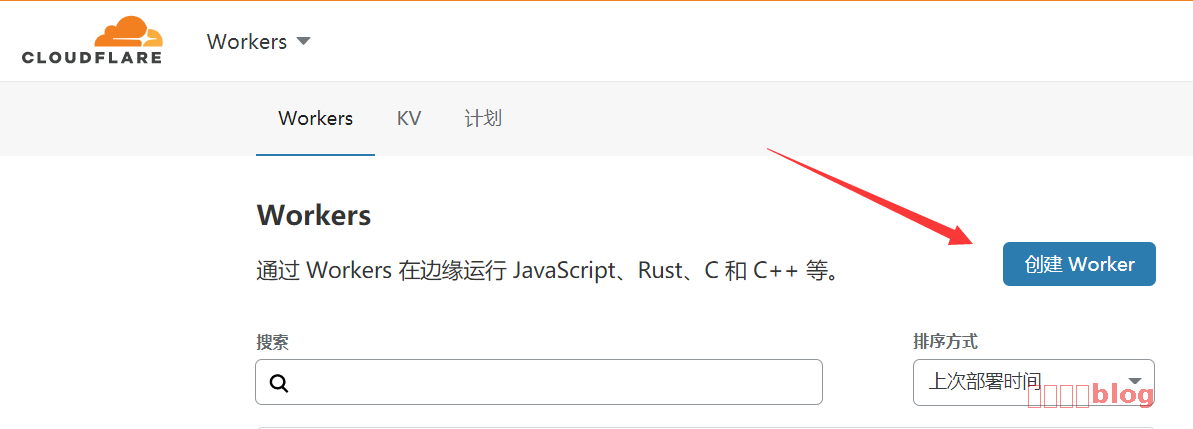 CLOUDFLARE
Workers
Workers KV 计划
Workers
通过 Workers 在边缘运行 JavaScript、Rust、C 和 C++ 等。
创建 Worker
搜索
排序方式
上次部署时间
blog